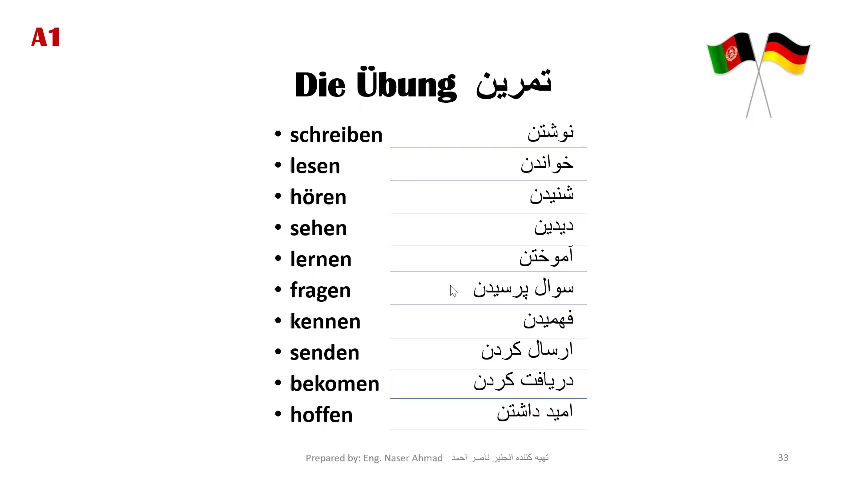 A1
Die Übung تمرین
• schreiben نوشتن
• lesen خواندن
• hören شنیدن
• sehen دیدین
• lernen آموختن
• fragen سوال پرسیدن
• kennen فهمیدن
• senden ارسال کردن
• bekomen دریافت کردن
• hoffen امید داشتن
Prepared by: Eng. Naser Ahmad تهیه کننده انجنیر ناصر احمد
33